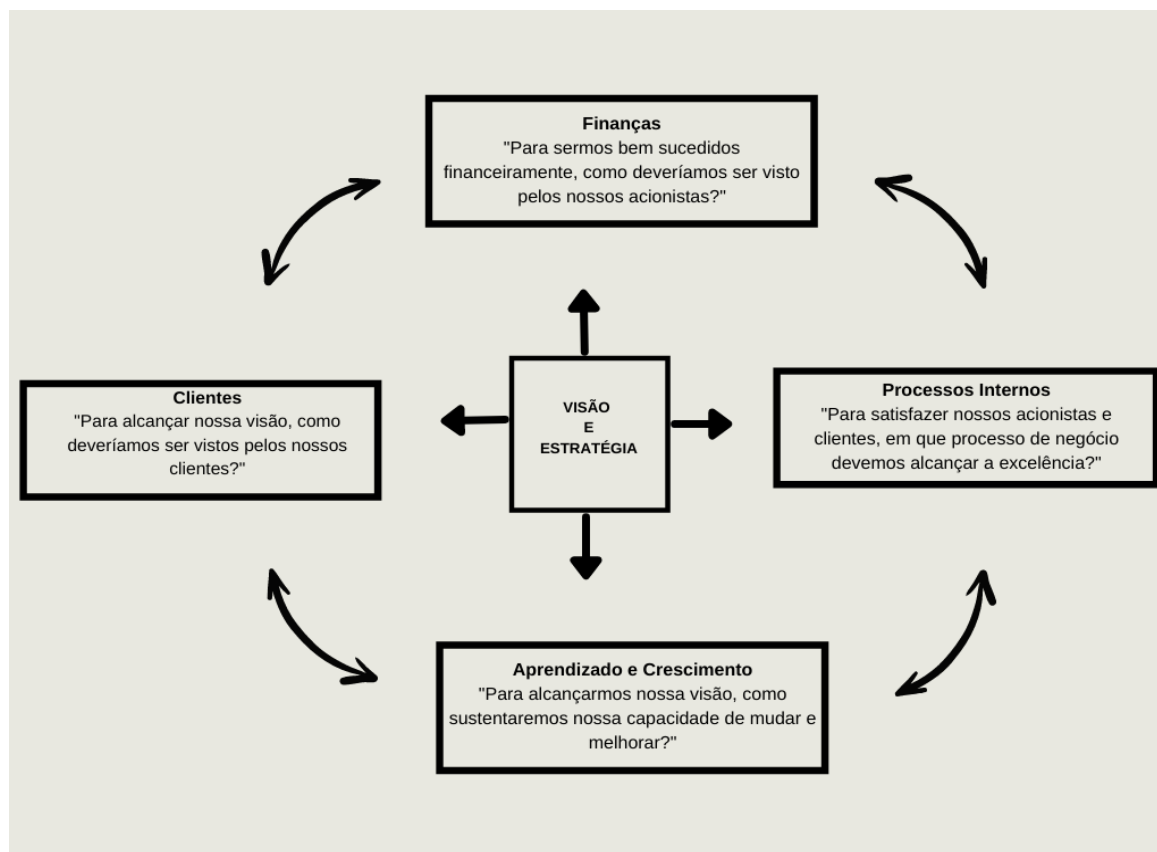 Finanças
"Para sermos bem sucedidos
financeiramente, como deveríamos ser visto
pelos nossos acionistas?"
Clientes
"Para alcançar nossa visão, como
deveríamos ser vistos pelos nossos
clientes?"
VISÃO
E
ESTRATÉGIA
Processos Internos
"Para satisfazer nossos acionistas e
clientes, em que processo de negócio
devemos alcançar a excelência?"
Aprendizado e Crescimento
"Para alcançarmos nossa visão, como
sustentaremos nossa capacidade de mudar e
melhorar?"